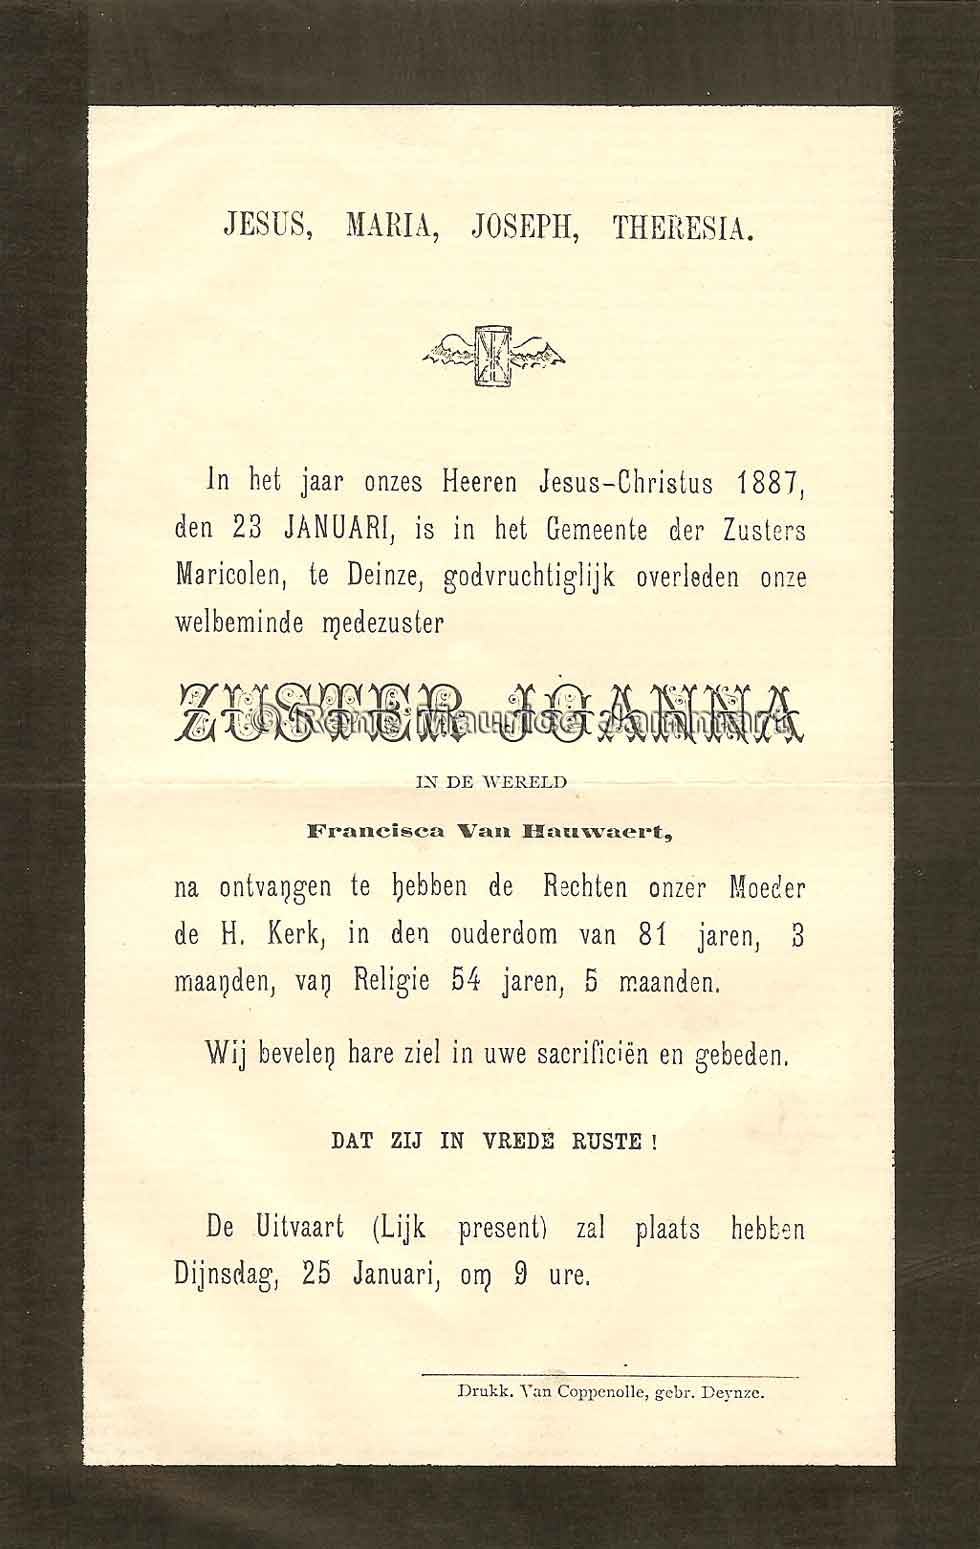 JESUS, MARIA, JOSEPH, THERESIA.
In het jaar onzes Heeren Jesus-Christus 1887,
den 23 JANUARI, is in het Gemeente der Zusters
Maricolen, te Deinze, godvruchtiglijk overleden onze
welbeminde medezuster
ZUSTER JOANNA
IN DE WERELD
Francisca Van Hauwaert,
na ontvangen te hebben de Rechten onzer Moeder
de H. Kerk, in den ouderdom van 81 jaren, 3
maanden, van Religie 54 jaren, 5 maanden.
Wij bevelen hare ziel in uwe sacrificiën en gebeden.
DAT ZIJ IN VREDE RUSTE !
De Uitvaart (Lijk present) zal plaats hebben
Dijnsdag, 25 Januari, om 9 ure.
Drukk. Van Coppenolle, gebr. Deynze.